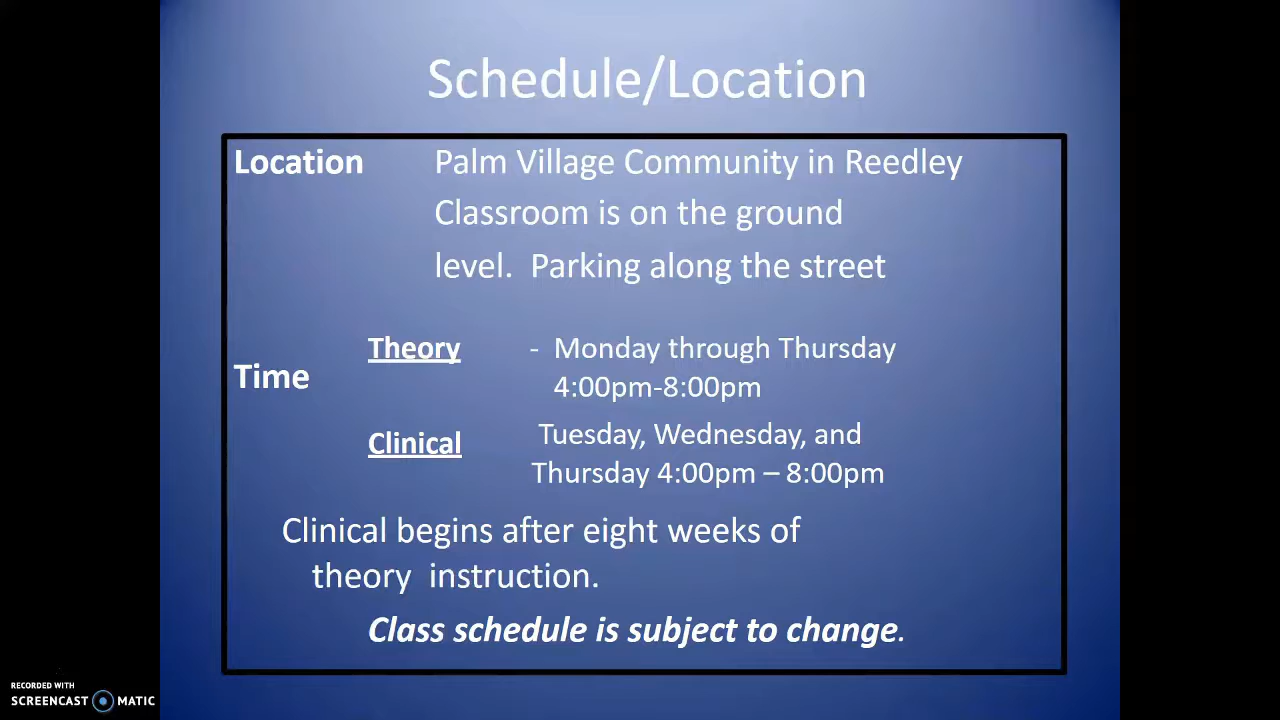 Schedule/Location
Location Palm Village Community in Reedley
Classroom is on the ground
level. Parking along the street
Time
Theory - Monday through Thursday
4:00pm-8:00pm
Clinical Tuesday, Wednesday, and
Thursday 4:00pm – 8:00pm
Clinical begins after eight weeks of
theory instruction.
Class schedule is subject to change.
RECORDED WITH
SCREENCAST MATIC